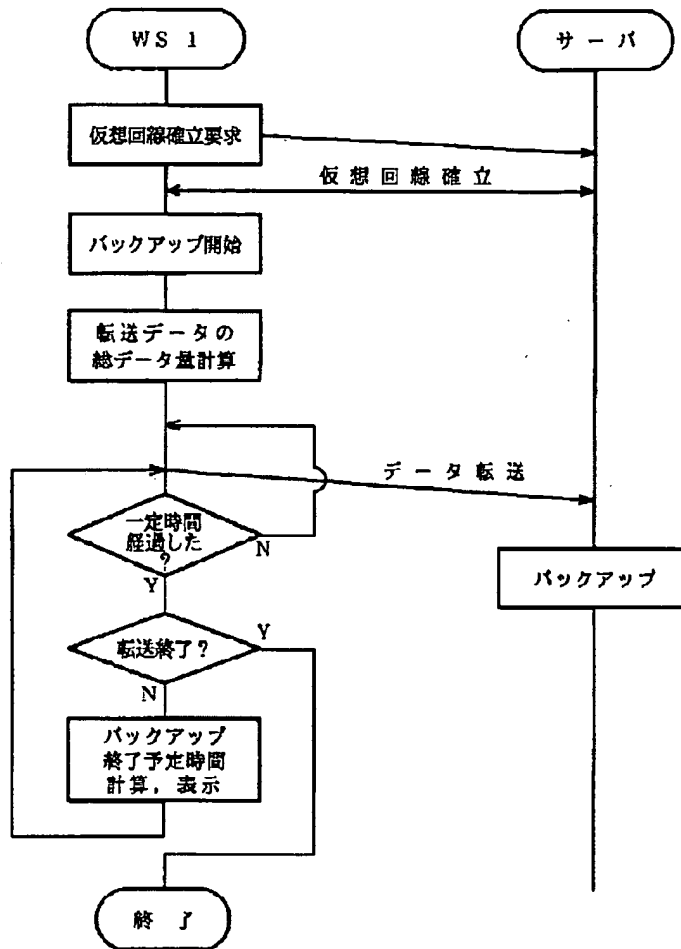 WS 1
サーバ
仮想回線確立要求
仮想回線確立
バックアップ開始
転送データの
総データ量計算
データ転送
一定時間
経過した
?
N
Y
バックアップ
転送終了?
Y
N
バックアップ
終了予定時間
計算,表示
終了